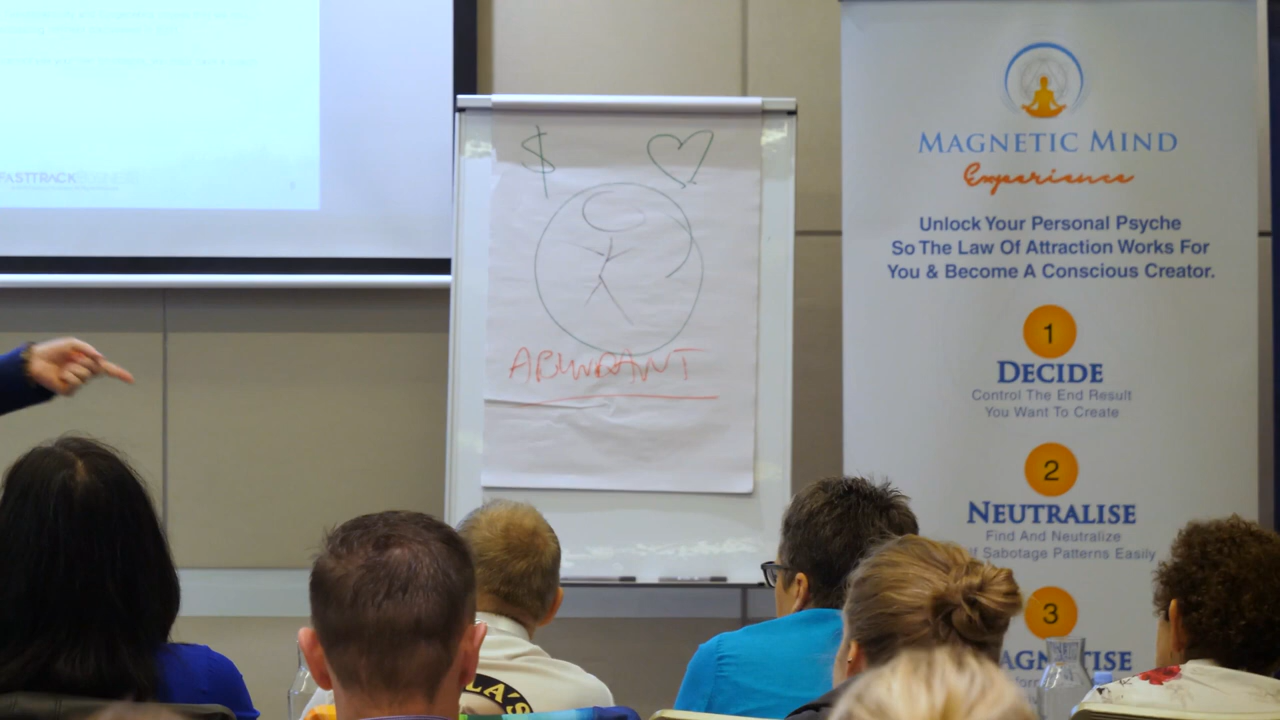 FASTTRACK
$
ABUNDANT
MAGNETIC MIND
Experience
Unlock Your Personal Psyche
So The Law Of Attraction Works For
You & Become A Conscious Creator.
1
DECIDE
Control The End Result
You Want To Create
2
NEUTRALISE
Find And Neutralize
Sabotage Patterns Easily
3
LA'S